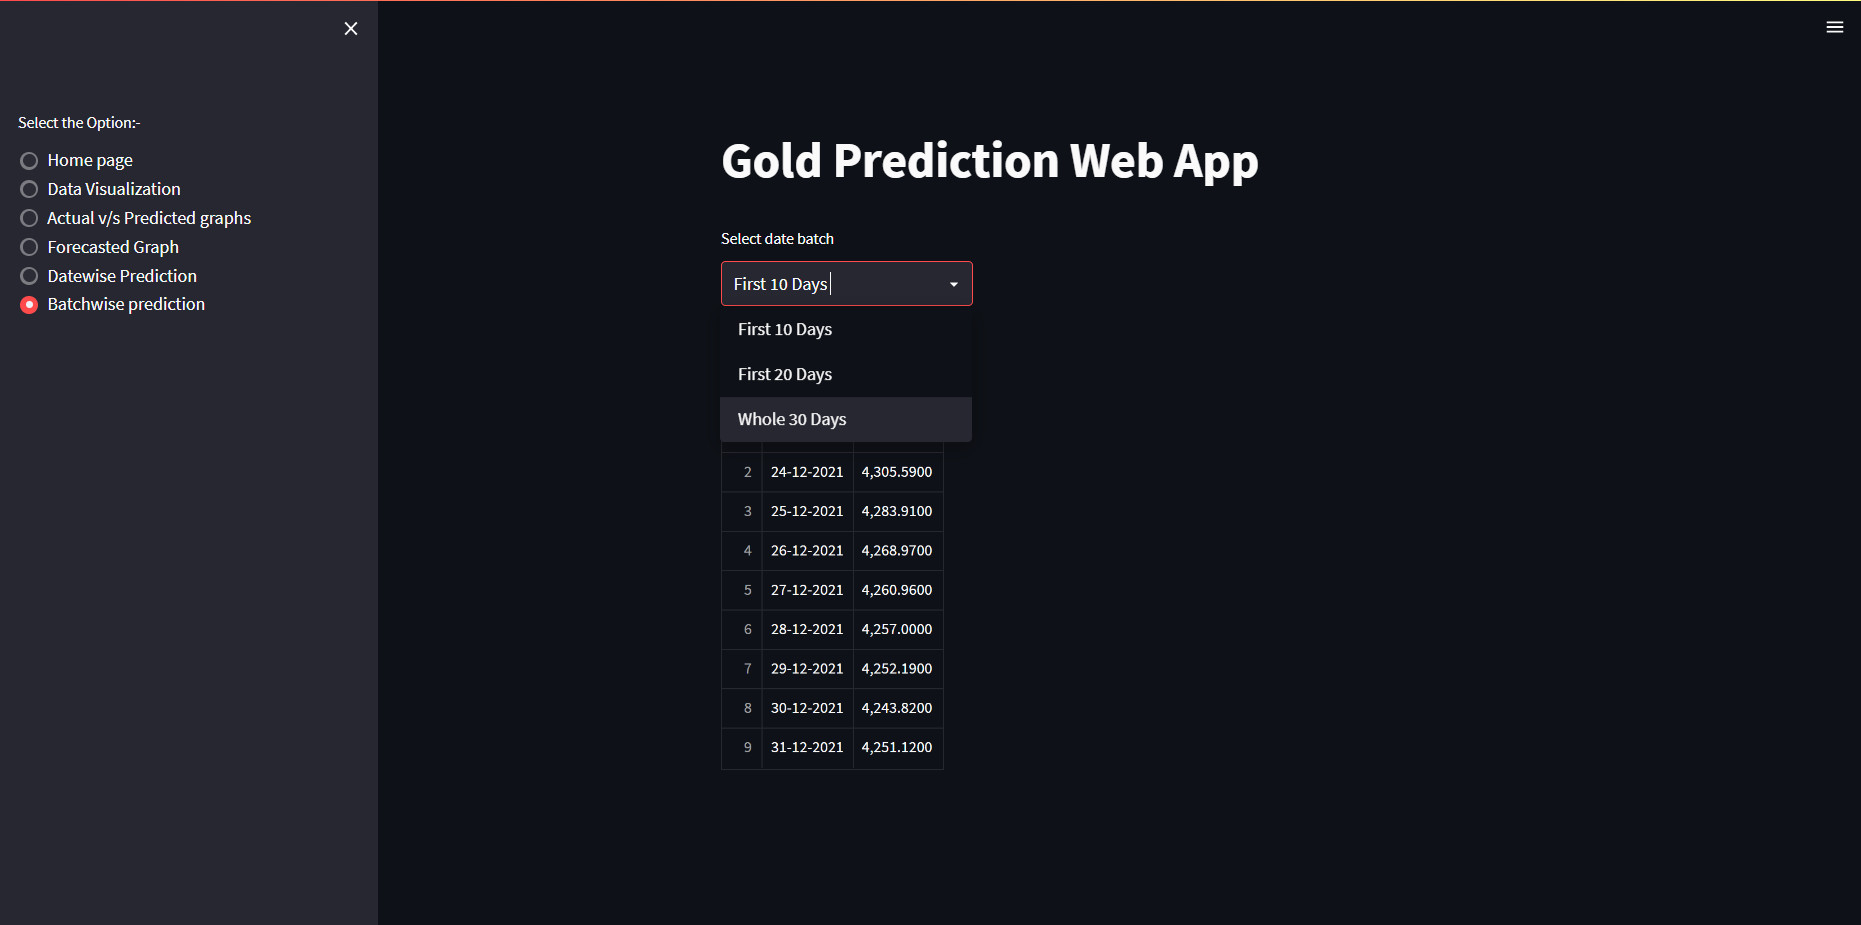 Select the Option:-
Home page
Data Visualization
Actual v/s Predicted graphs
Forecasted Graph
Datewise Prediction
Batchwise prediction
Gold Prediction Web App
Select date batch
First 10 Days
First 10 Days
First 20 Days
Whole 30 Days
2 24-12-2021 4,305.5900
3 25-12-2021 4,283.9100
4 26-12-2021 4,268.9700
5 27-12-2021 4,260.9600
6 28-12-2021 4,257.0000
7 29-12-2021 4,252.1900
8 30-12-2021 4,243.8200
9 31-12-2021 4,251.1200